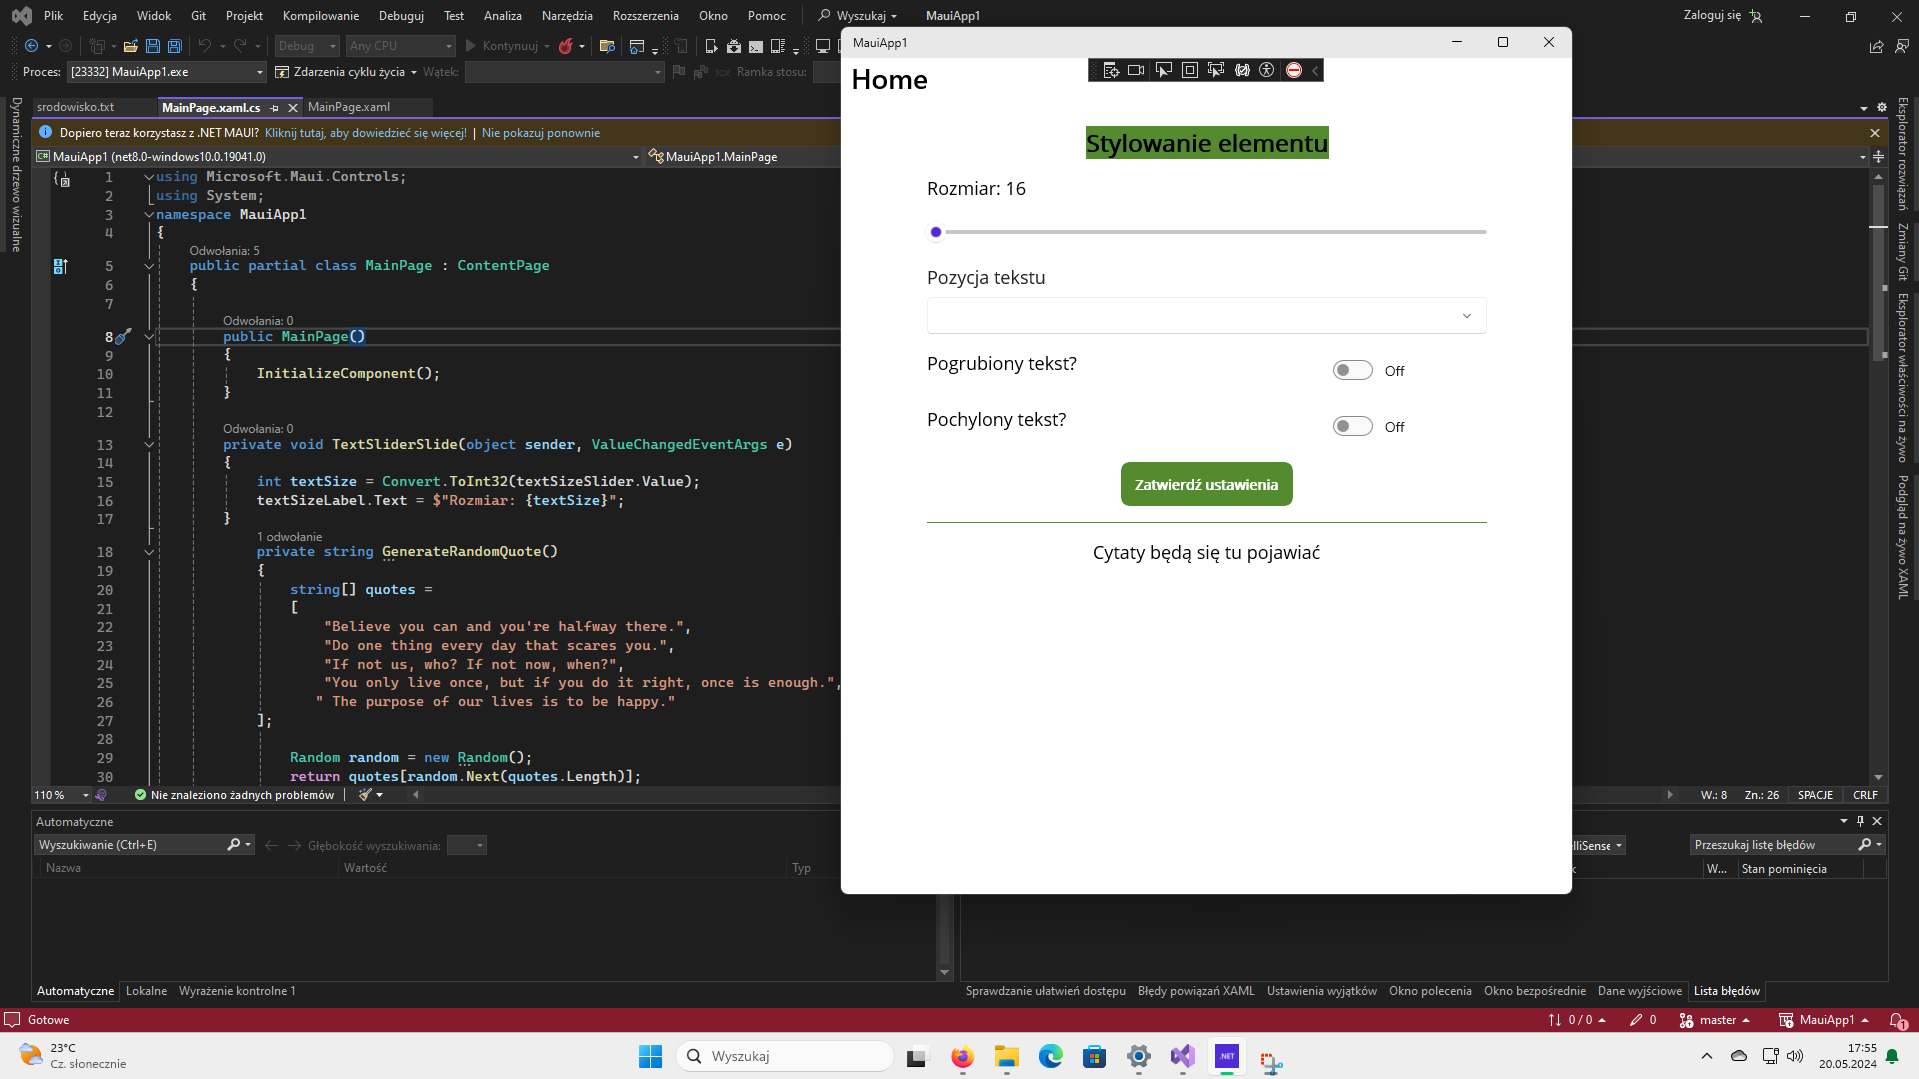 Plik Edycja Widok Git Projekt Kompilowanie Debuguj Test Analiza Narzędzia Rozszerzenia Okno Pomoc Wyszukaj MauiApp1 Zaloguj się
Debug Any CPU Kontynuuj
Proces: [23332] MauiApp1.exe Zdarzenia cyklu życia Wątek: Ramka stosu:
srodowisko.txt MainPage.xaml.cs MainPage.xaml
Dopiero teraz korzystasz z .NET MAUI? Kliknij tutaj, aby dowiedzieć się więcej! Nie pokazuj ponownie
MauiApp1 (net8.0-windows10.0.19041.0) MauiApp1.MainPage
Dynamiczne drzewo wizualne
1 using Microsoft.Maui.Controls;
2 using System;
3 namespace MauiApp1
4 {
Odwołania: 5
5 public partial class MainPage : ContentPage
6 {
7
Odwołania: 0
8 public MainPage()
9 {
10 InitializeComponent();
11 }
12
Odwołania: 0
13 private void TextSliderSlide(object sender, ValueChangedEventArgs e)
14 {
15 int textSize = Convert.ToInt32(textSizeSlider.Value);
16 textSizeLabel.Text = $"Rozmiar: {textSize}";
17 }
1 odwołanie
18 private string GenerateRandomQuote()
19 {
20 string[] quotes =
21 [
22 "Believe you can and you're halfway there.",
23 "Do one thing every day that scares you.",
24 "If not us, who? If not now, when?",
25 "You only live once, but if you do it right, once is enough.",
26 " The purpose of our lives is to be happy."
27 ];
28
29 Random random = new Random();
30 return quotes[random.Next(quotes.Length)];
110 % Nie znaleziono żadnych problemów W.: 8 Zn.: 26 SPACJE CRLF
MauiApp1
Home
Stylowanie elementu
Rozmiar: 16
Pozycja tekstu
Pogrubiony tekst? Off
Pochylony tekst? Off
Zatwierdź ustawienia
Cytaty będą się tu pojawiać
Eksplorator rozwiązań
Zmiany Git
Eksplorator właściwości na żywo
Podgląd na żywo XAML
Automatyczne
Wyszukiwanie (Ctrl+E) Głębokość wyszukiwania:
Nazwa Wartość Typ
Przeszukaj listę błędów
W... Stan pominięcia
Automatyczne Lokalne Wyrażenie kontrolne 1
Sprawdzanie ułatwień dostępu Błędy powiązań XAML Ustawienia wyjątków Okno polecenia Okno bezpośrednie Dane wyjściowe Lista błędów
Gotowe 0 / 0 0 master MauiApp1 1
23°C
Cz. słonecznie
Wyszukaj
.NET
17:55
20.05.2024